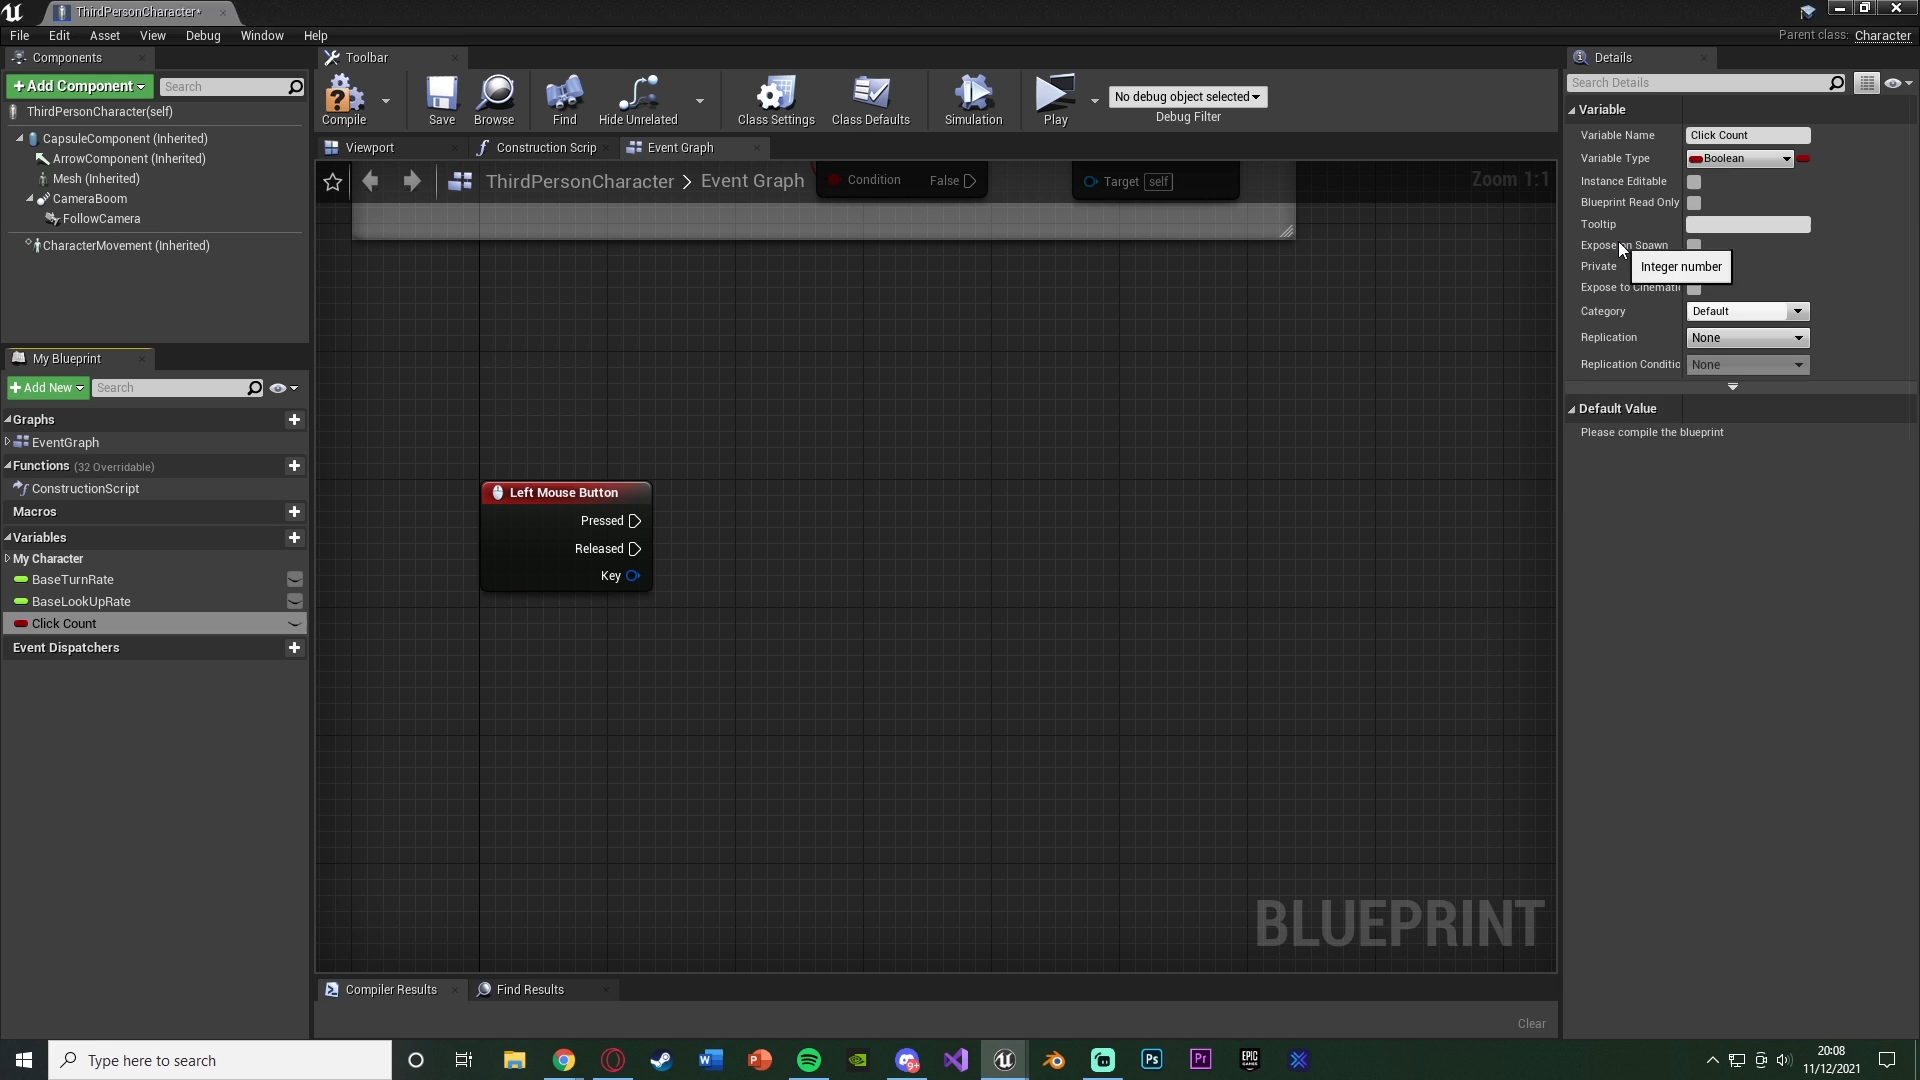 ThirdPersonCharacter*
File Edit Asset View Debug Window Help
Parent class: Character
Components
Toolbar
Details
+Add Component
Search
Compile
Save
Browse
Find
Hide Unrelated
Class Settings
Class Defaults
Simulation
Play
No debug object selected
Debug Filter
Search Details
ThirdPersonCharacter(self)
CapsuleComponent (Inherited)
ArrowComponent (Inherited)
Mesh (Inherited)
CameraBoom
FollowCamera
CharacterMovement (Inherited)
Viewport
Construction Scrip
Event Graph
ThirdPersonCharacter > Event Graph
Condition False
Target self
Zoom 1:1
Left Mouse Button
Pressed
Released
Key
BLUEPRINT
My Blueprint
+Add New
Search
Graphs
EventGraph
Functions (32 Overridable)
ConstructionScript
Macros
Variables
My Character
BaseTurnRate
BaseLookUpRate
Click Count
Event Dispatchers
Variable
Variable Name Click Count
Variable Type Boolean
Instance Editable
Blueprint Read Only
Tooltip
Expose on Spawn
Private
Integer number
Expose to Cinemati
Category Default
Replication None
Replication Conditio None
Default Value
Please compile the blueprint
Compiler Results
Find Results
Clear
Type here to search
9+
EPIC GAMES
Ps
Pr
20:08
11/12/2021